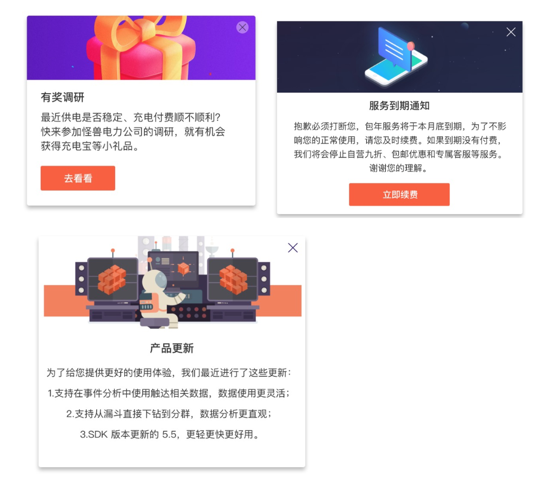 有奖调研
最近供电是否稳定、充电付费顺不顺利?
快来参加怪兽电力公司的调研，就有机会
获得充电宝等小礼品。
去看看
服务到期通知
抱歉必须打断您，包年服务将于本月底到期，为了不影
响您的正常使用，请您及时续费。如果到期没有付费，
我们将会停止自营九折、包邮优惠和专属客服等服务。
谢谢您的理解。
立即续费
产品更新
为了给您提供更好的使用体验，我们最近进行了这些更新：
1.支持在事件分析中使用触达相关数据，数据使用更灵活；
2.支持从漏斗直接下钻到分群，数据分析更直观；
3.SDK 版本更新的 5.5，更轻更快更好用。